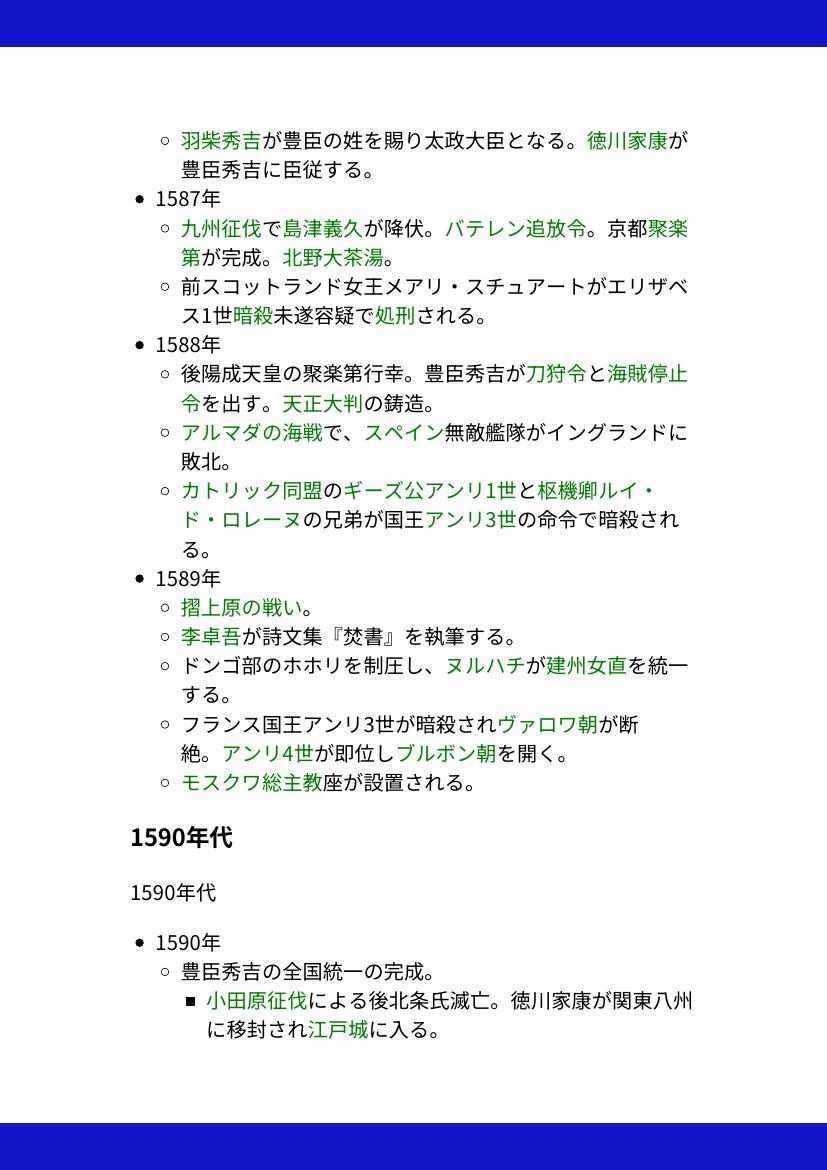 羽柴秀吉が豊臣の姓を賜り太政大臣となる。徳川家康が
豊臣秀吉に臣従する。
1587年
九州征伐で島津義久が降伏。バテレン追放令。京都聚楽
第が完成。北野大茶湯。
前スコットランド女王メアリ・スチュアートがエリザベ
ス1世暗殺未遂容疑で処刑される。
1588年
後陽成天皇の聚楽第行幸。豊臣秀吉が刀狩令と海賊停止
令を出す。天正大判の鋳造。
アルマダの海戦で、スペイン無敵艦隊がイングランドに
敗北。
カトリック同盟のギーズ公アンリ1世と枢機卿ルイ・
ド・ロレーヌの兄弟が国王アンリ3世の命令で暗殺され
る。
1589年
摺上原の戦い。
李卓吾が詩文集『焚書』を執筆する。
ドンゴ部のホホリを制圧し、ヌルハチが建州女直を統一
する。
フランス国王アンリ3世が暗殺されヴァロワ朝が断
絶。アンリ4世が即位しブルボン朝を開く。
モスクワ総主教座が設置される。
1590年代
1590年代
1590年
豊臣秀吉の全国統一の完成。
小田原征伐による後北条氏滅亡。徳川家康が関東八州
に移封され江戸城に入る。